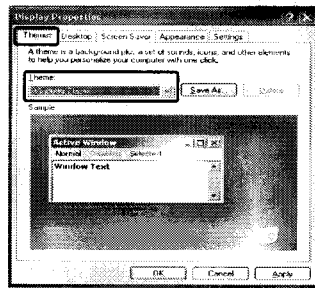 Display Properties
Themes Desktop Screen Saver Appearance Settings
A theme is a background plus a set of sounds, icons, and other elements
to help you personalize your computer with one click.
Theme:
Save As... Delete
Sample
Active Window
Normal Disabled Selected
Window Text
OK Cancel Apply